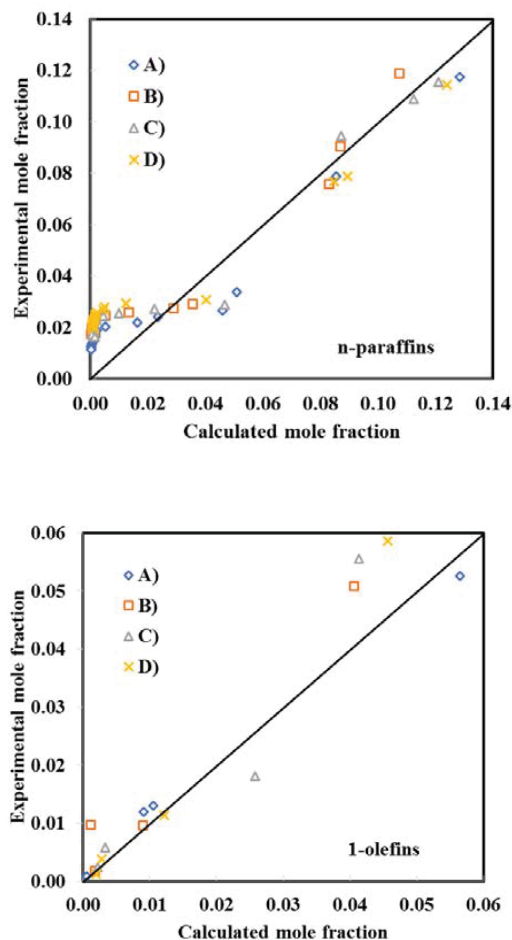 0.14
0.12
0.10
0.08
0.06
0.04
0.02
0.00
Experimental mole fraction
A)
B)
C)
D)
n-paraffins
0.00 0.02 0.04 0.06 0.08 0.10 0.12 0.14
Calculated mole fraction
0.06
0.05
0.04
0.03
0.02
0.01
0.00
Experimental mole fraction
A)
B)
C)
D)
1-olefins
0.00 0.01 0.02 0.03 0.04 0.05 0.06
Calculated mole fraction